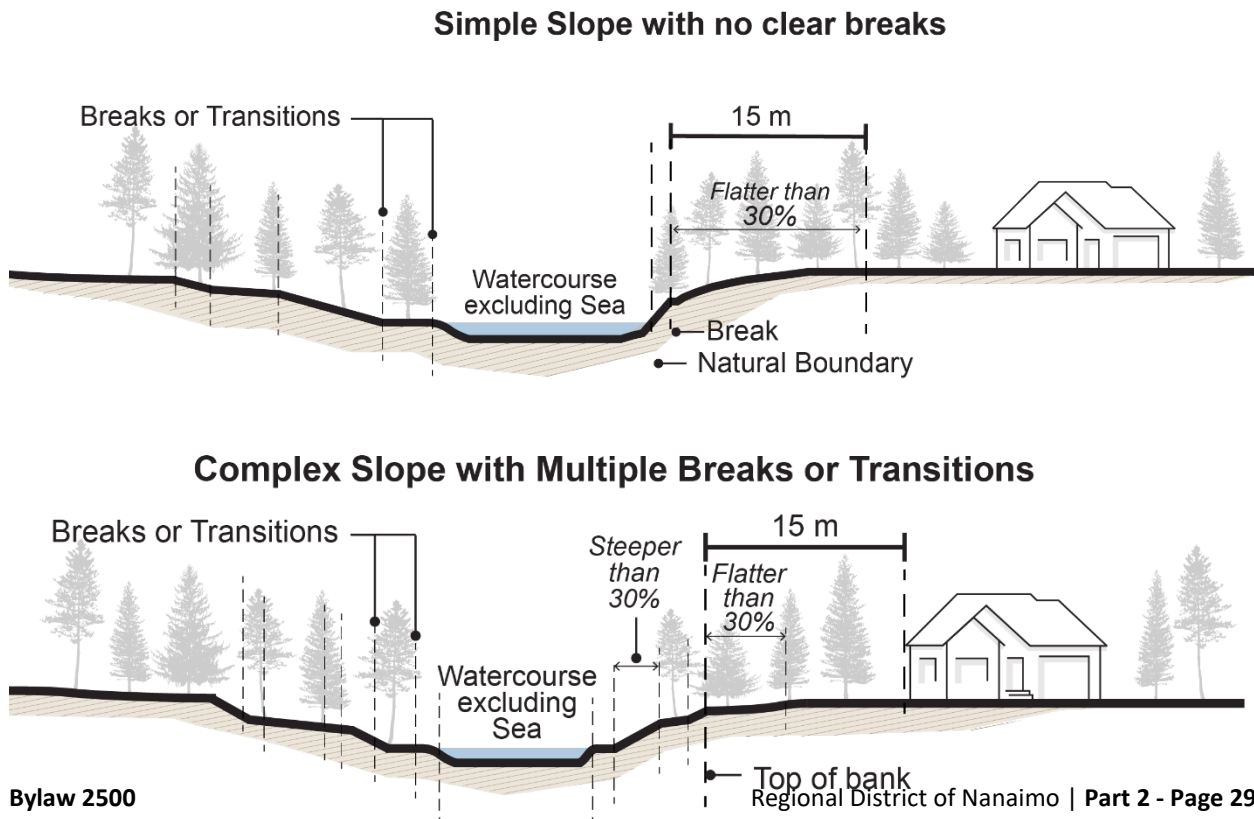 Simple Slope with no clear breaks
Breaks or Transitions
15 m
Flatter than
30%
Watercourse
excluding Sea
Break
Natural Boundary
Complex Slope with Multiple Breaks or Transitions
Breaks or Transitions
15 m
Steeper
than
30%
Flatter
than
30%
Watercourse
excluding
Sea
Top of bank
Bylaw 2500
Regional District of Nanaimo | Part 2 - Page 29